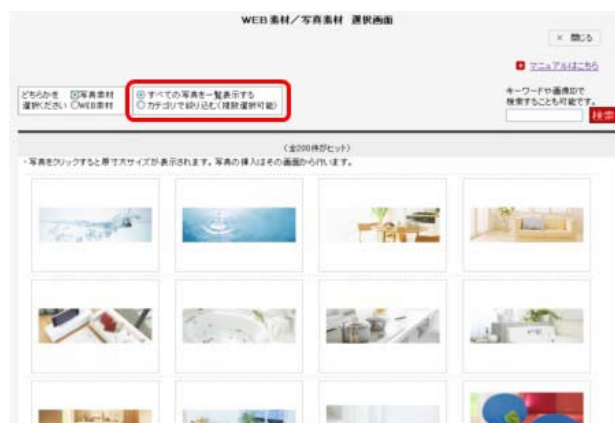 WEB素材/写真素材 選択画面
× 閉じる
マニュアルはこちら
どちらかを 写真素材
選択ください WEB素材
すべての写真を一覧表示する
カテゴリで絞り込む(複数選択可能)
キーワードや画像IDで
検索することも可能です。
検索
(全200件がヒット)
・写真をクリックすると原寸大サイズが表示されます。写真の挿入はその画面から行います。